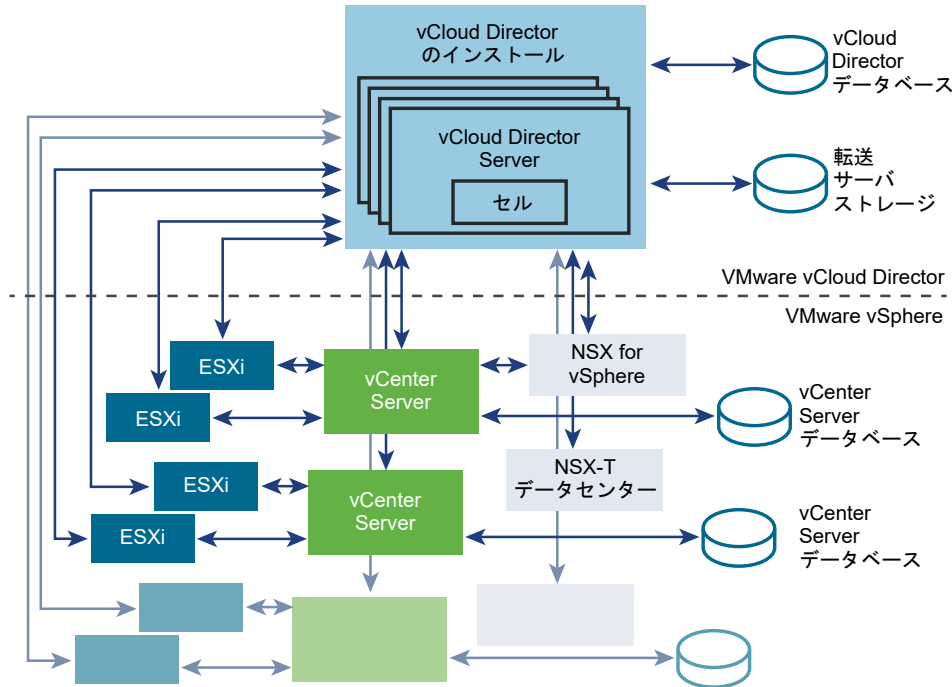 vCloud Director
のインストール
vCloud Director
Server
セル
vCloud
Director
データベース
転送
サーバ
ストレージ
VMware vCloud Director
VMware vSphere
ESXi
ESXi
vCenter
Server
NSX for
vSphere
vCenter
Server
データベース
ESXi
ESXi
vCenter
Server
NSX-T
データセンター
vCenter
Server
データベース